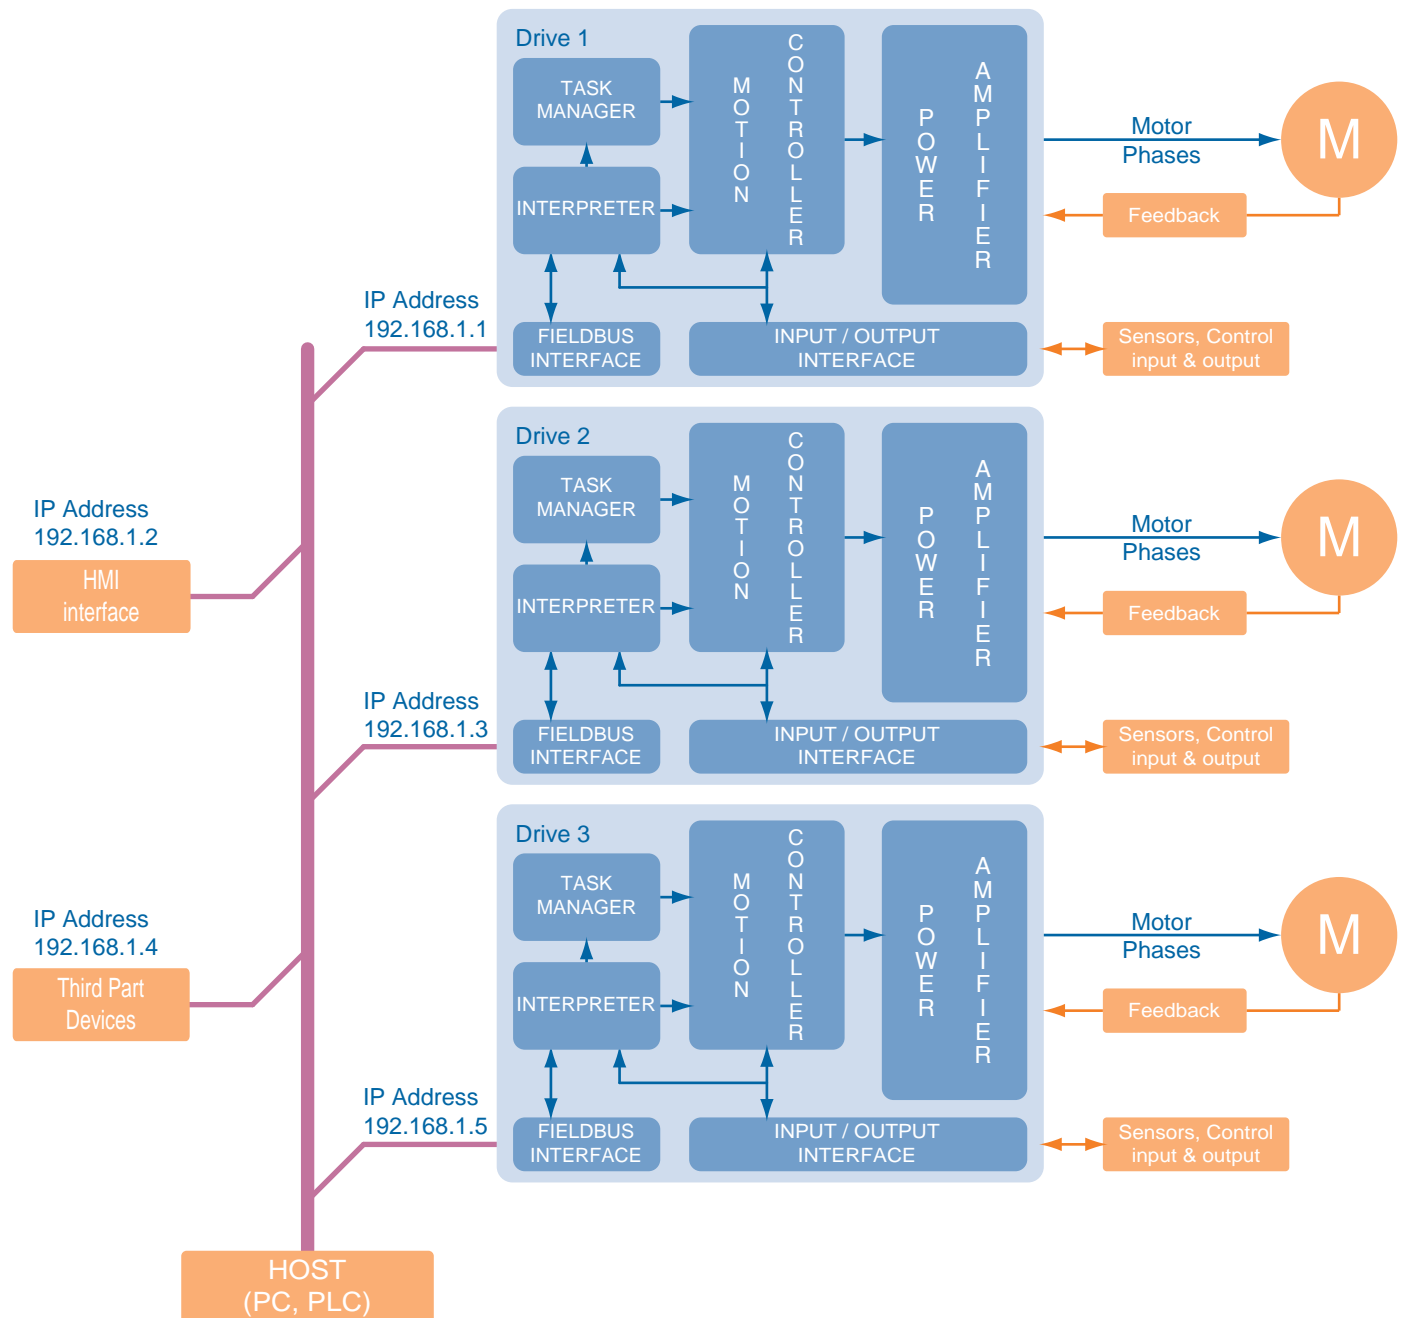 Drive 1
TASK
MANAGER
INTERPRETER
MOTION
CONTROLLER
POWER
AMPLIFIER
Motor
Phases
M
Feedback
IP Address
192.168.1.1
FIELDBUS
INTERFACE
INPUT / OUTPUT
INTERFACE
Sensors, Control
input & output
Drive 2
TASK
MANAGER
INTERPRETER
MOTION
CONTROLLER
POWER
AMPLIFIER
Motor
Phases
M
Feedback
IP Address
192.168.1.2
HMI
interface
IP Address
192.168.1.3
FIELDBUS
INTERFACE
INPUT / OUTPUT
INTERFACE
Sensors, Control
input & output
Drive 3
TASK
MANAGER
INTERPRETER
MOTION
CONTROLLER
POWER
AMPLIFIER
Motor
Phases
M
Feedback
IP Address
192.168.1.4
Third Part
Devices
IP Address
192.168.1.5
FIELDBUS
INTERFACE
INPUT / OUTPUT
INTERFACE
Sensors, Control
input & output
HOST
(PC, PLC)